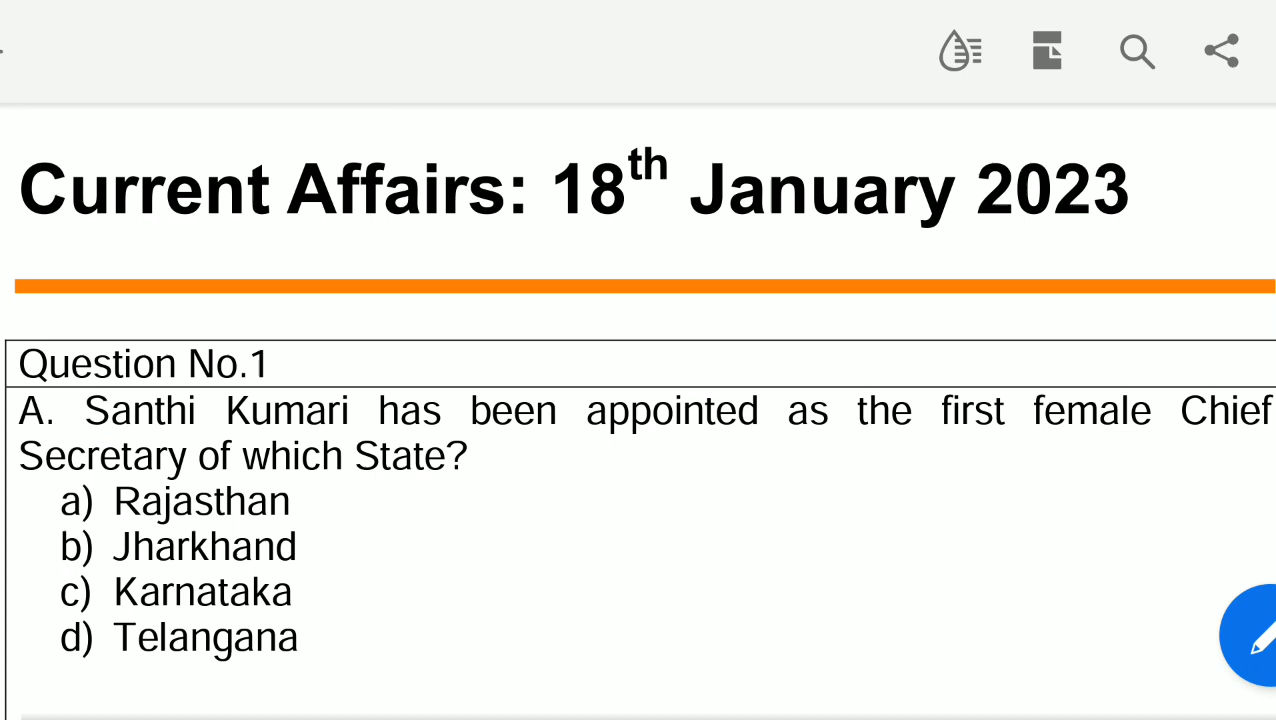 Current Affairs: 18th January 2023
Question No.1
A. Santhi Kumari has been appointed as the first female Chief
Secretary of which State?
a) Rajasthan
b) Jharkhand
c) Karnataka
d) Telangana